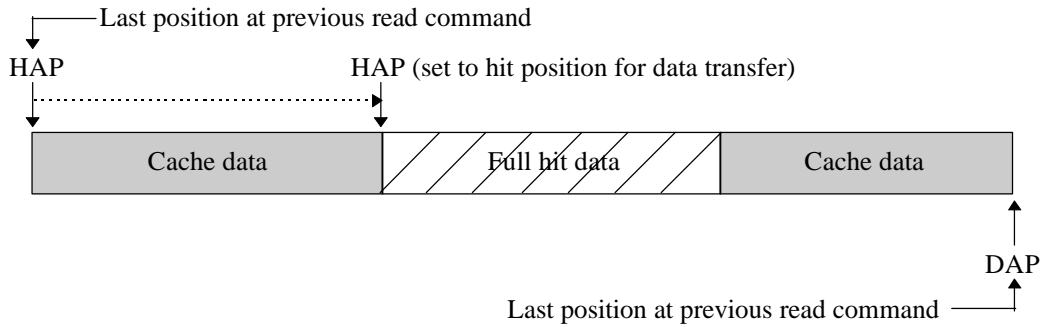 Last position at previous read command
HAP
HAP (set to hit position for data transfer)
Cache data
Full hit data
Cache data
DAP
Last position at previous read command